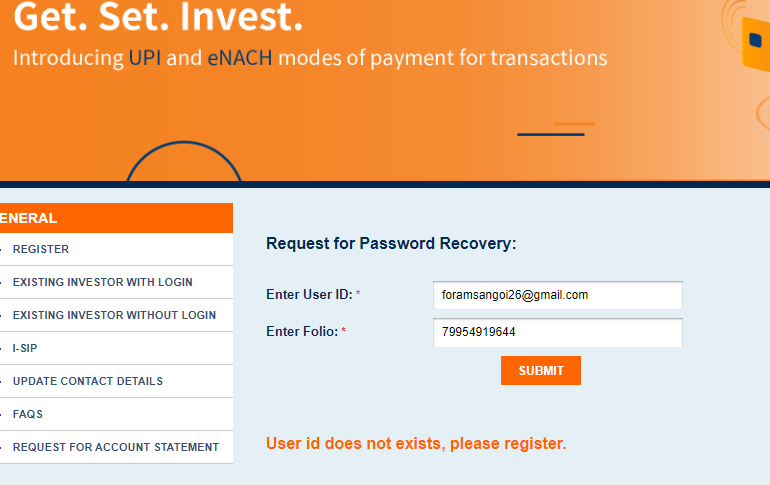 Get. Set. Invest.
Introducing UPI and eNACH modes of payment for transactions
ENERAL
REGISTER
EXISTING INVESTOR WITH LOGIN
EXISTING INVESTOR WITHOUT LOGIN
I-SIP
UPDATE CONTACT DETAILS
FAQS
REQUEST FOR ACCOUNT STATEMENT
Request for Password Recovery:
Enter User ID: * foramsangoi26@gmail.com
Enter Folio: * 79954919644
SUBMIT
User id does not exists, please register.